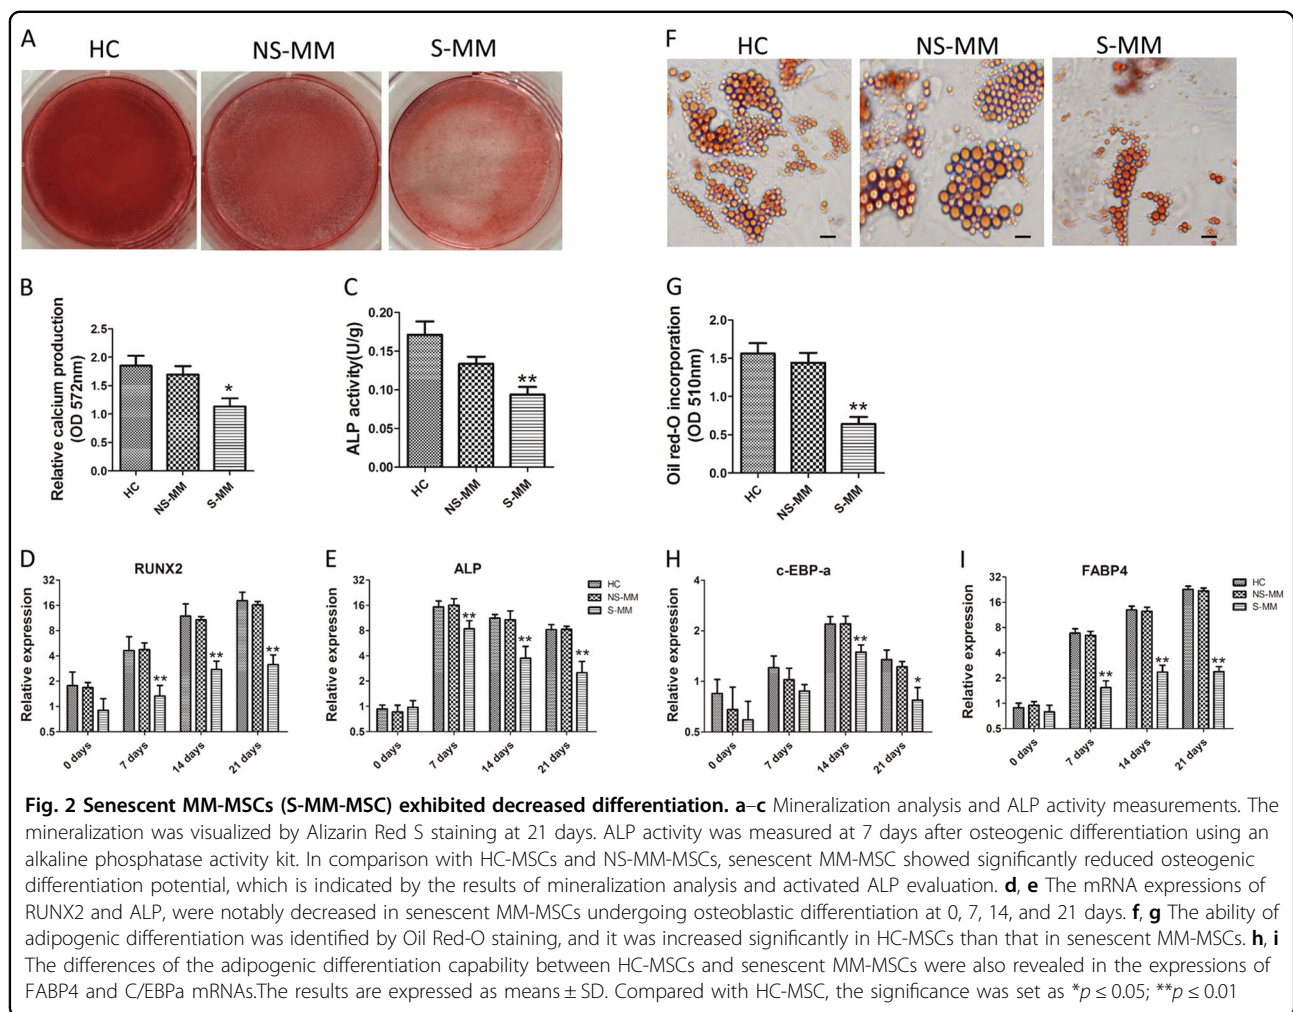 A
HC
NS-MM
S-MM
F
HC
NS-MM
S-MM
B
Relative calcium production
(OD 572nm)
2.5
2.0
1.5
1.0
0.5
0.0
*
HC
NS-MM
S-MM
C
ALP activity(U/g)
0.20
0.15
0.10
0.05
0.00
**
HC
NS-MM
S-MM
G
Oil red-O incorporation
(OD 510nm)
2.0
1.5
1.0
0.5
0.0
**
HC
NS-MM
S-MM
D
RUNX2
Relative expression
32
16
8
4
2
1
0.5
**
**
**
0 days
7 days
14 days
21 days
E
ALP
Relative expression
32
16
8
4
2
1
0.5
**
**
**
0 days
7 days
14 days
21 days
HC
NS-MM
S-MM
H
c-EBP-a
Relative expression
4
2
1
0.5
**
*
0 days
7 days
14 days
21 days
I
FABP4
Relative expression
32
16
8
4
2
1
0.5
**
**
**
0 days
7 days
14 days
21 days
HC
NS-MM
S-MM
Fig. 2 Senescent MM-MSCs (S-MM-MSC) exhibited decreased differentiation. a–c Mineralization analysis and ALP activity measurements. The
mineralization was visualized by Alizarin Red S staining at 21 days. ALP activity was measured at 7 days after osteogenic differentiation using an
alkaline phosphatase activity kit. In comparison with HC-MSCs and NS-MM-MSCs, senescent MM-MSC showed significantly reduced osteogenic
differentiation potential, which is indicated by the results of mineralization analysis and activated ALP evaluation. d, e The mRNA expressions of
RUNX2 and ALP, were notably decreased in senescent MM-MSCs undergoing osteoblastic differentiation at 0, 7, 14, and 21 days. f, g The ability of
adipogenic differentiation was identified by Oil Red-O staining, and it was increased significantly in HC-MSCs than that in senescent MM-MSCs. h, i
The differences of the adipogenic differentiation capability between HC-MSCs and senescent MM-MSCs were also revealed in the expressions of
FABP4 and C/EBPa mRNAs.The results are expressed as means ± SD. Compared with HC-MSC, the significance was set as *p ≤ 0.05; **p ≤ 0.01